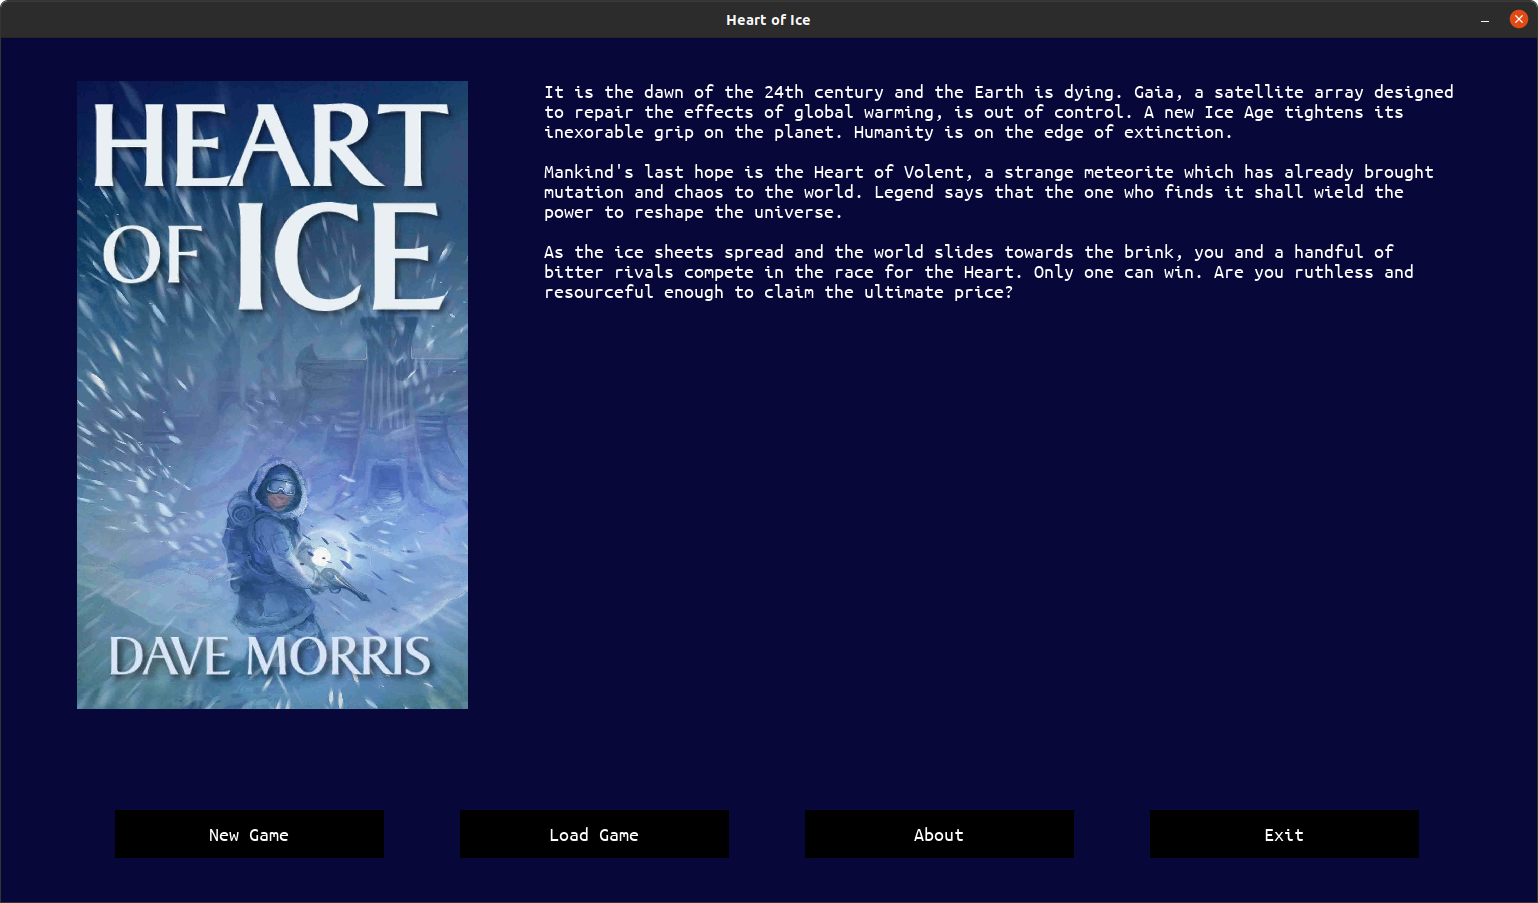 Heart of Ice
HEART
OF ICE
DAVE MORRIS
It is the dawn of the 24th century and the Earth is dying. Gaia, a satellite array designed
to repair the effects of global warming, is out of control. A new Ice Age tightens its
inexorable grip on the planet. Humanity is on the edge of extinction.
Mankind's last hope is the Heart of Volent, a strange meteorite which has already brought
mutation and chaos to the world. Legend says that the one who finds it shall wield the
power to reshape the universe.
As the ice sheets spread and the world slides towards the brink, you and a handful of
bitter rivals compete in the race for the Heart. Only one can win. Are you ruthless and
resourceful enough to claim the ultimate price?
New Game
Load Game
About
Exit